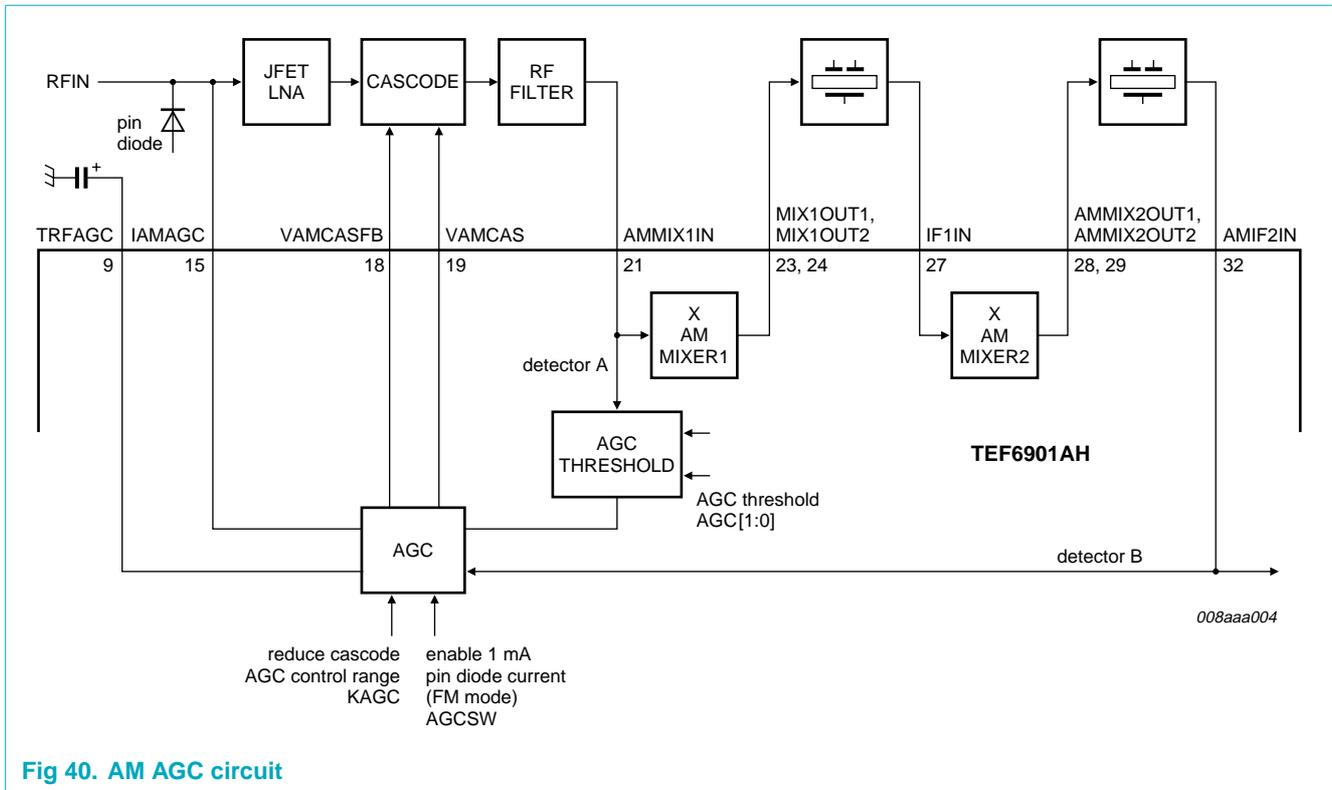 RFIN
JFET
LNA
CASCODE
RF
FILTER
pin
diode
+
TRFAGC
IAMAGC
VAMCASFB
VAMCAS
AMMIX1IN
MIX1OUT1,
MIX1OUT2
IF1IN
AMMIX2OUT1,
AMMIX2OUT2
AMIF2IN
9
15
18
19
21
23, 24
27
28, 29
32
X
AM
MIXER1
X
AM
MIXER2
detector A
AGC
THRESHOLD
TEF6901AH
AGC threshold
AGC[1:0]
AGC
detector B
008aaa004
reduce cascode
AGC control range
KAGC
enable 1 mA
pin diode current
(FM mode)
AGCSW
Fig 40. AM AGC circuit